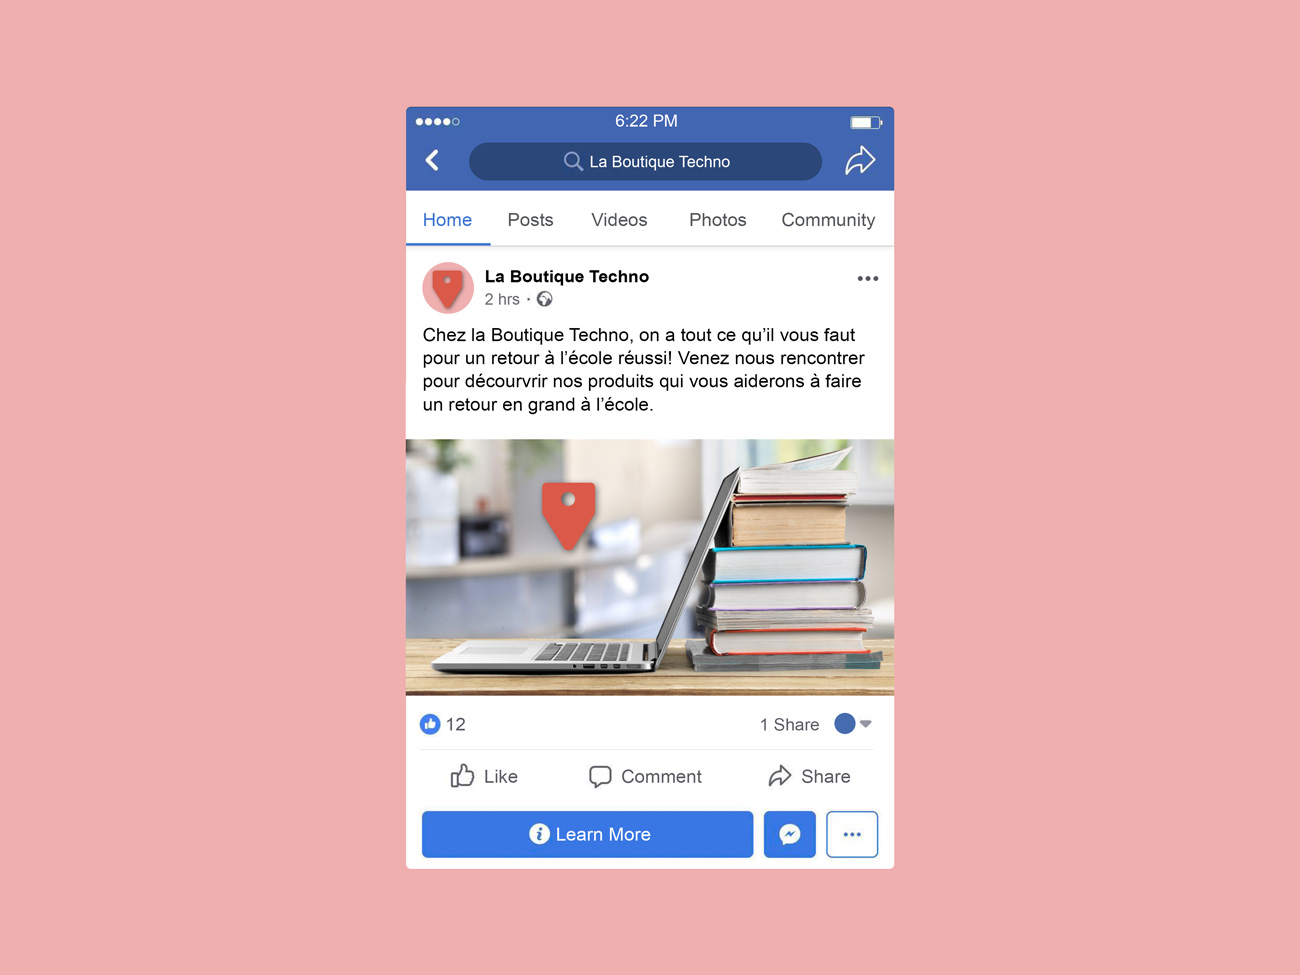 6:22 PM
La Boutique Techno
Home Posts Videos Photos Community
La Boutique Techno
2 hrs ·
Chez la Boutique Techno, on a tout ce qu’il vous faut
pour un retour à l’école réussi! Venez nous rencontrer
pour décourvrir nos produits qui vous aiderons à faire
un retour en grand à l’école.
12
1 Share
Like Comment Share
Learn More